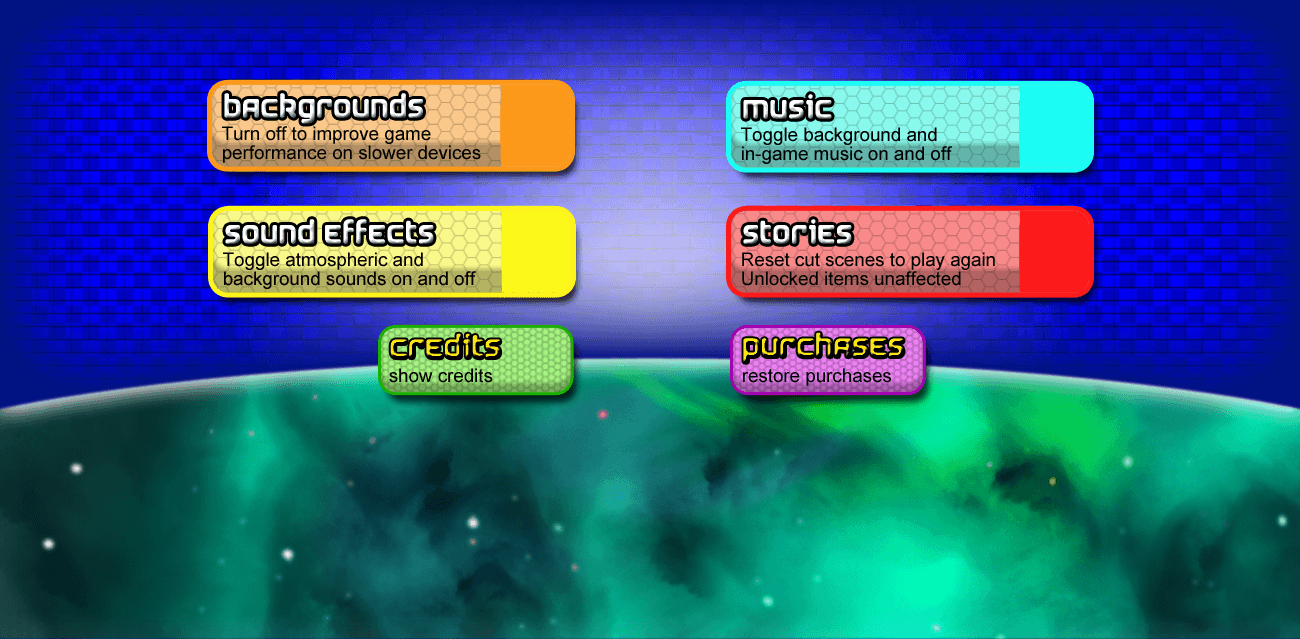 backgrounds
Turn off to improve game
performance on slower devices
music
Toggle background and
in-game music on and off
sound effects
Toggle atmospheric and
background sounds on and off
stories
Reset cut scenes to play again
Unlocked items unaffected
credits
show credits
purchases
restore purchases